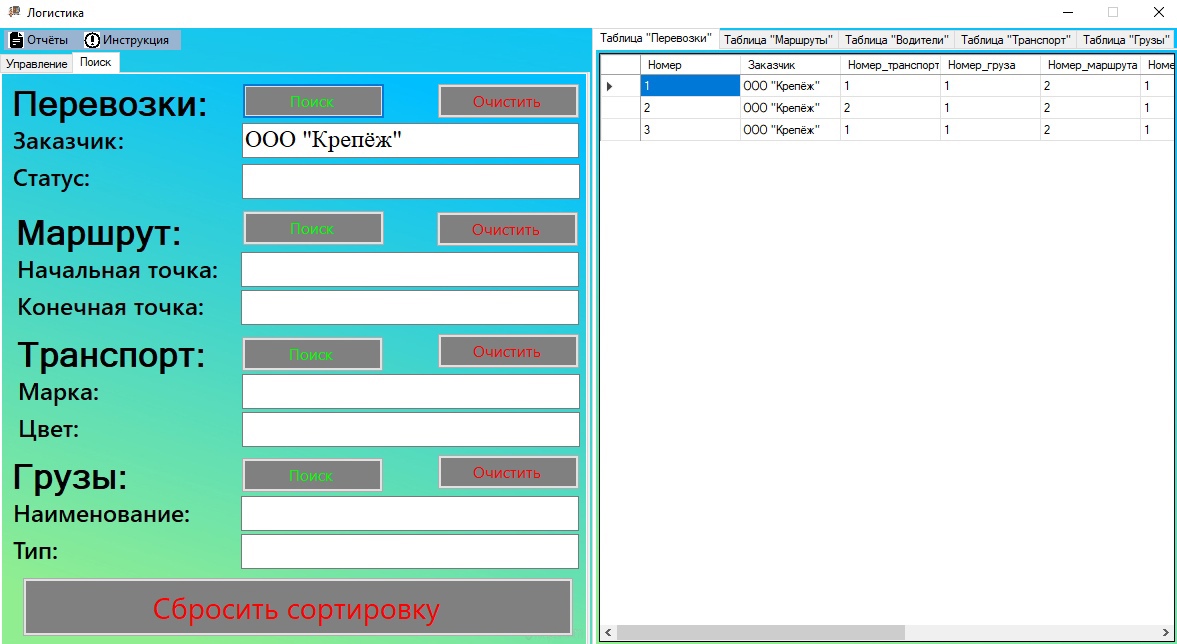 Логистика
Отчёты Инструкция
Управление Поиск
Перевозки: Поиск Очистить
Заказчик: ООО "Крепёж"
Статус:
Маршрут: Поиск Очистить
Начальная точка:
Конечная точка:
Транспорт: Поиск Очистить
Марка:
Цвет:
Грузы: Поиск Очистить
Наименование:
Тип:
Сбросить сортировку
Таблица "Перевозки" Таблица "Маршруты" Таблица "Водители" Таблица "Транспорт" Таблица "Грузы"
Номер Заказчик Номер_транспорт Номер_груза Номер_маршрута Номе
1 ООО "Крепёж" 1 1 2 1
2 ООО "Крепёж" 2 1 2 1
3 ООО "Крепёж" 1 1 2 1